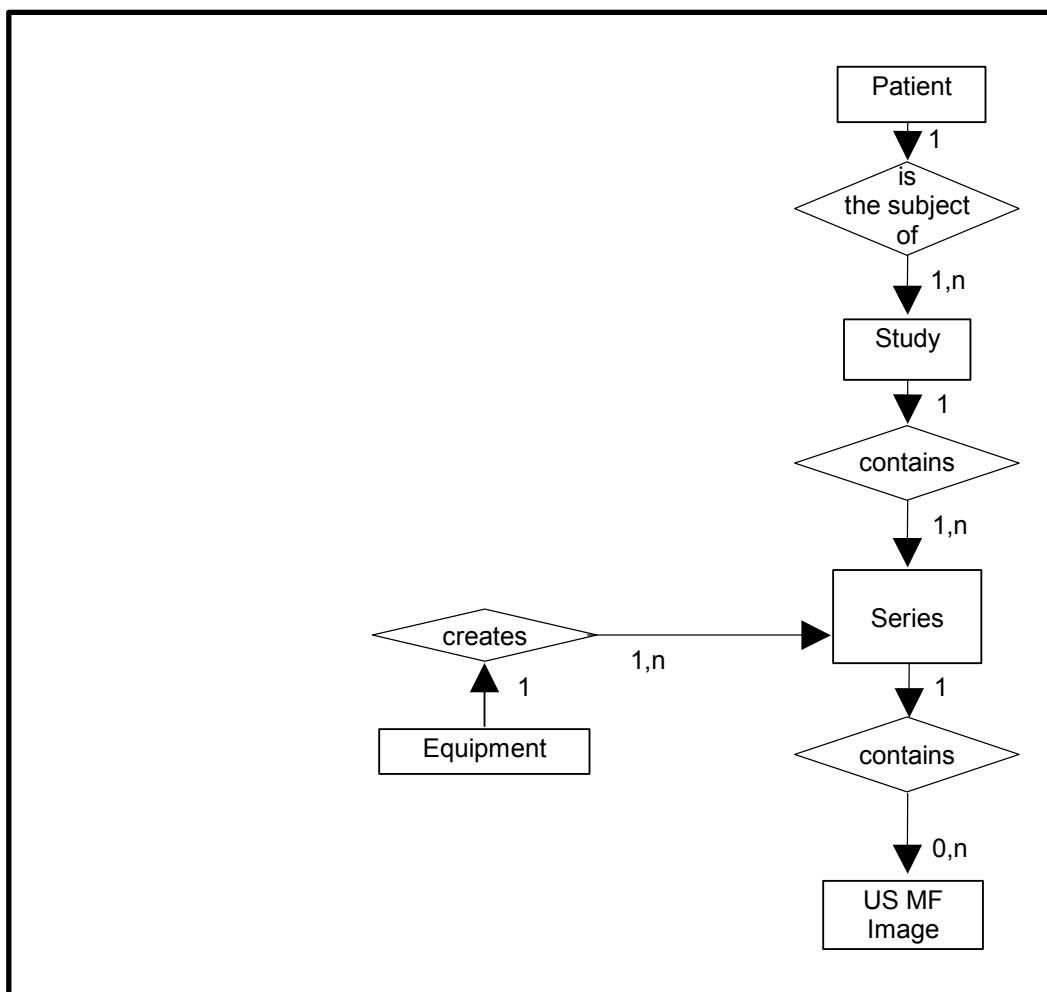 Patient
1
is
the subject
of
1,n
Study
1
contains
1,n
Series
creates
1,n
1
1
Equipment
contains
0,n
US MF
Image